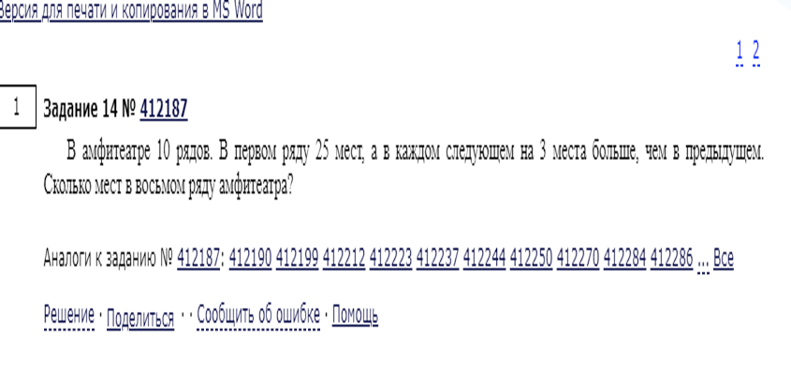 Версия для печати и копирования в MS Word
1 2
1 Задание 14 № 412187
В амфитеатре 10 рядов. В первом ряду 25 мест, а в каждом следующем на 3 места больше, чем в предыдущем.
Сколько мест в восьмом ряду амфитеатра?
Аналоги к заданию № 412187: 412190 412199 412212 412223 412237 412244 412250 412270 412284 412286 ... Все
Решение · Поделиться · · Сообщить об ошибке · Помощь